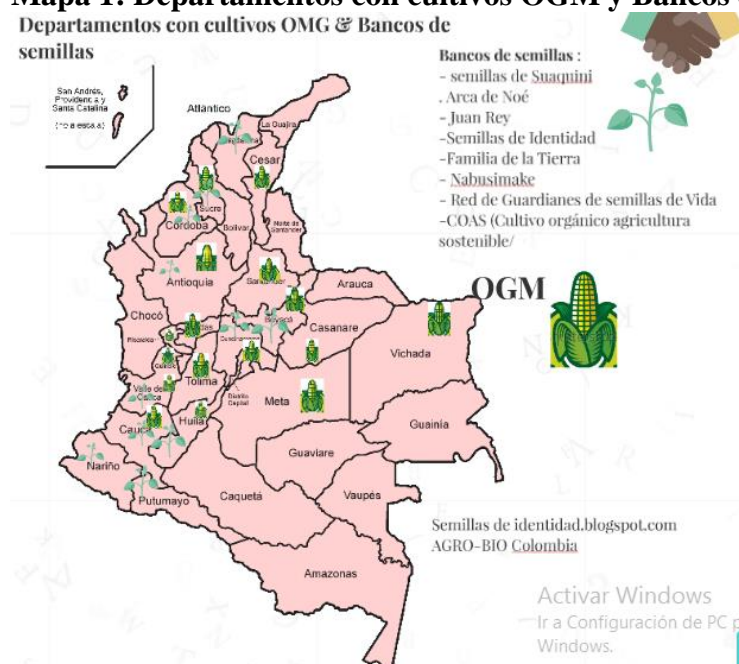 Mapa 1. Departamentos con cultivos OGM y Bancos
Departamentos con cultivos OMG & Bancos de
semillas
Bancos de semillas :
- semillas de Suaquini
. Arca de Noé
- Juan Rey
-Semillas de Identidad
-Familia de la Tierra
- Nabusimake
- Red de Guardianes de semillas de Vida
-COAS (Cultivo orgánico agricultura
sostenible/
OGM
San Andrés,
Providencia y
Santa Catalina
(no a escala)
Atlántico
La Guajira
Cesar
Sucre
Córdoba
Bolívar
Norte de
Santander
Antioquia
Santander
Arauca
Chocó
Boyacá
Casanare
Vichada
Tolima
Valle del
Cauca
Distrito
Capital
Meta
Cauca
Huila
Guainía
Guaviare
Nariño
Putumayo
Caquetá
Vaupés
Amazonas
Semillas de identidad.blogspot.com
AGRO-BIO Colombia
Activar Windows
Ir a Configuración de PC p
Windows.